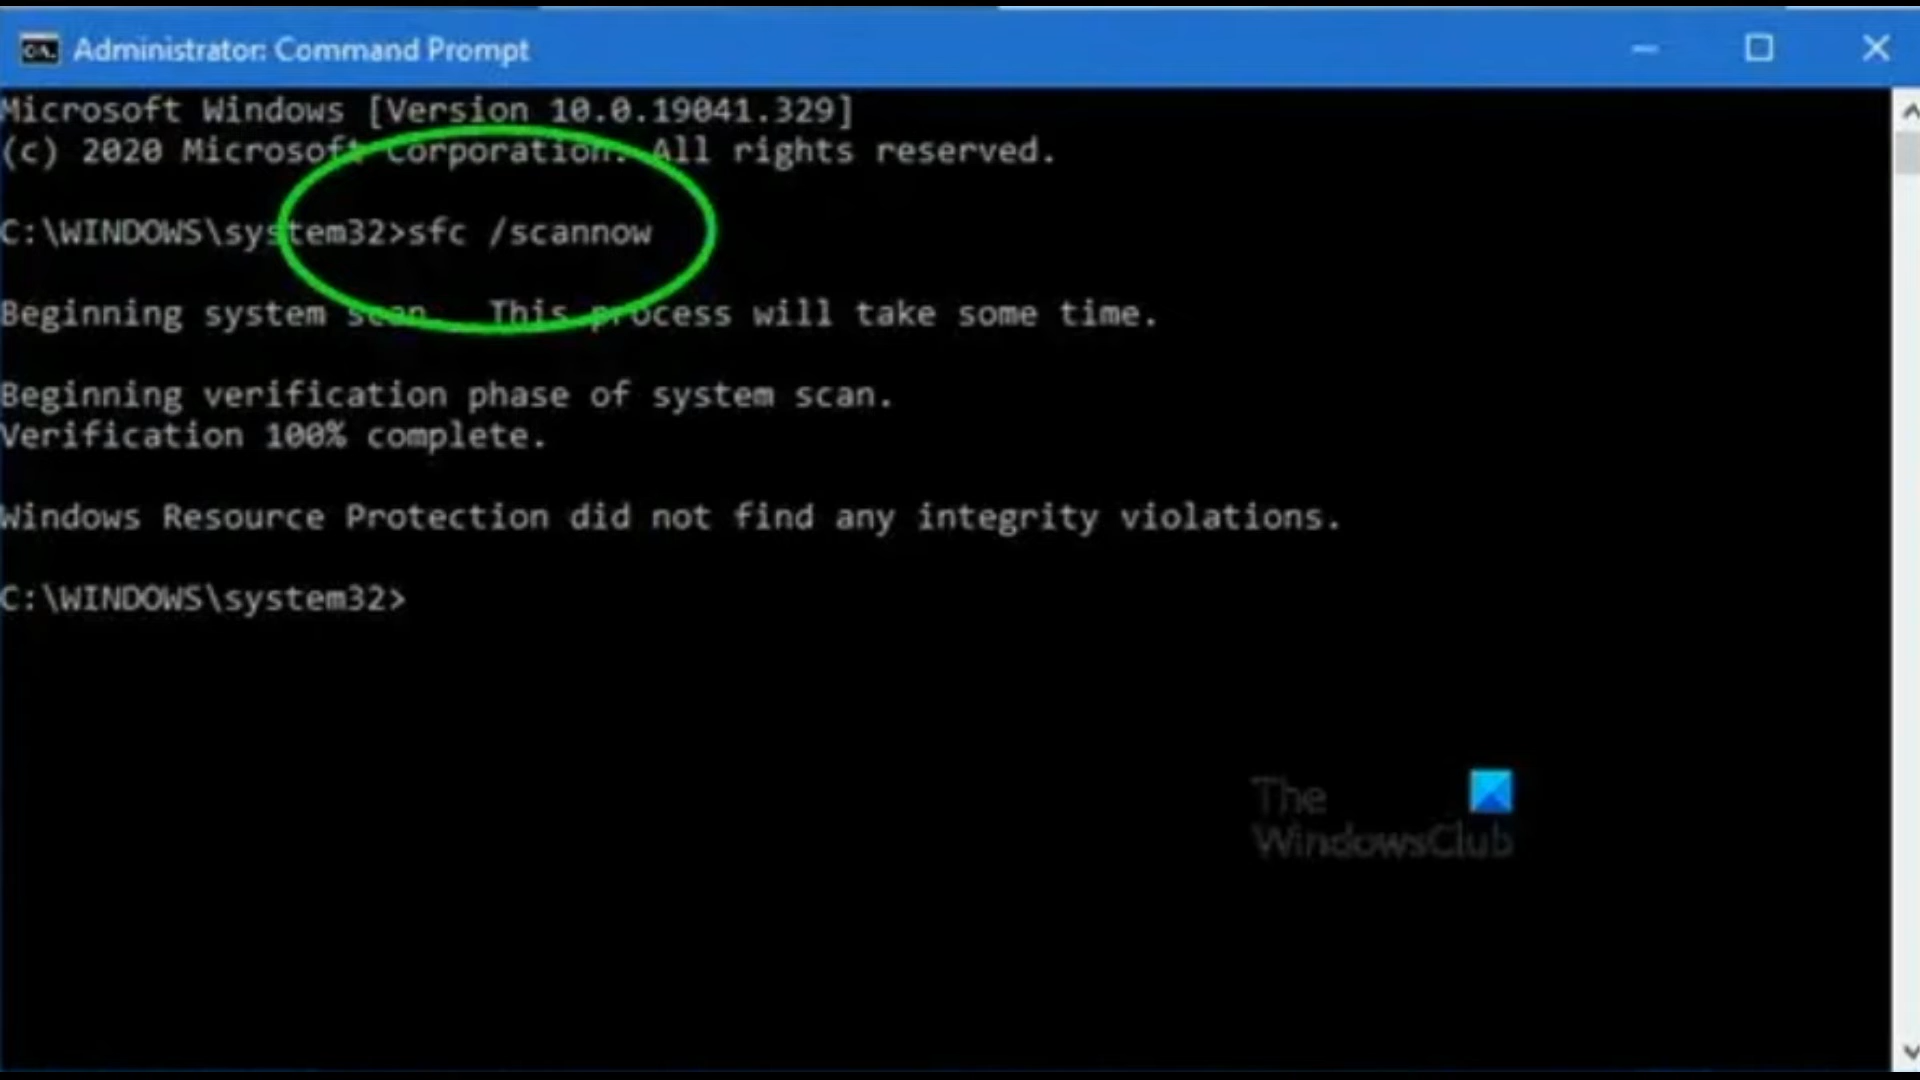 Administrator: Command Prompt
Microsoft Windows [Version 10.0.19041.329]
(c) 2020 Microsoft Corporation. All rights reserved.
C:\WINDOWS\system32>sfc /scannow
Beginning system scan.  This process will take some time.
Beginning verification phase of system scan.
Verification 100% complete.
Windows Resource Protection did not find any integrity violations.
C:\WINDOWS\system32>
The
WindowsClub